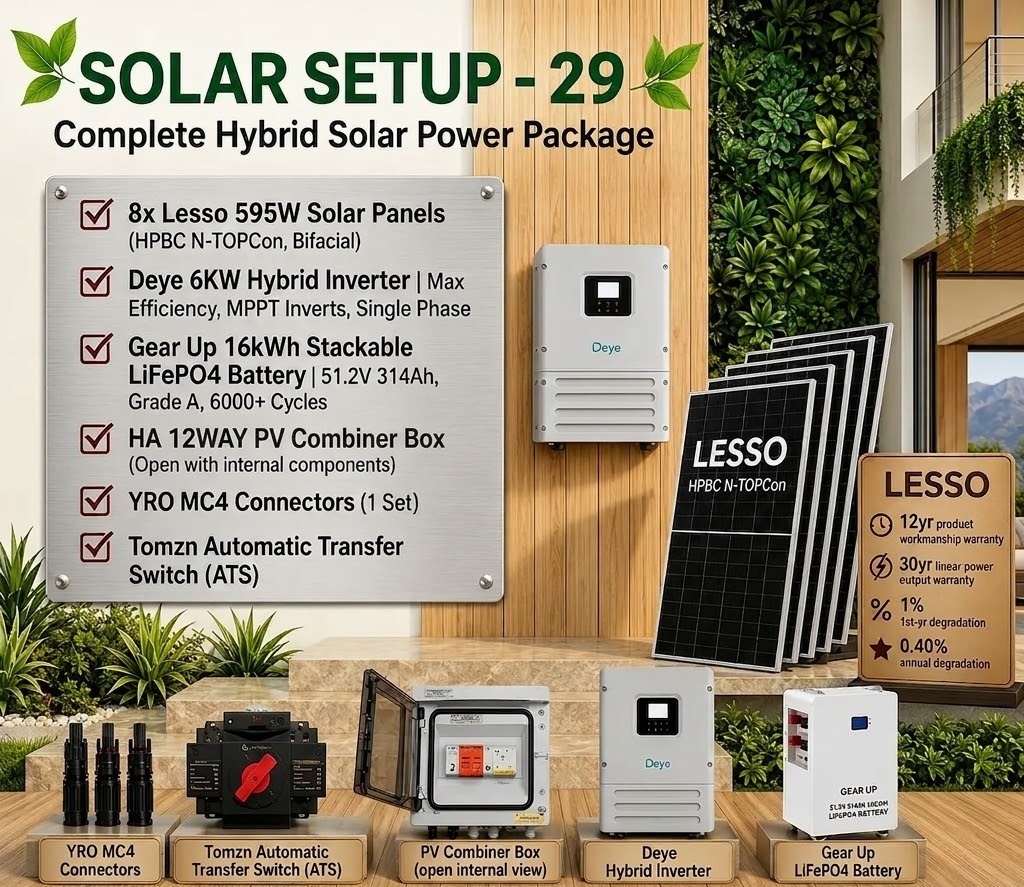 SOLAR SETUP - 29
Complete Hybrid Solar Power Package
8x Lesso 595W Solar Panels
(HPBC N-TOPCon, Bifacial)
Deye 6KW Hybrid Inverter | Max
Efficiency, MPPT Inverts, Single Phase
Gear Up 16kWh Stackable
LiFePO4 Battery | 51.2V 314Ah,
Grade A, 6000+ Cycles
HA 12WAY PV Combiner Box
(Open with internal components)
YRO MC4 Connectors (1 Set)
Tomzn Automatic Transfer
Switch (ATS)
Deye
LESSO
HPBC N-TOPCon
LESSO
12yr product
workmanship warranty
30yr linear power
eutput warranty
1%
1st-yr degradation
0.40%
annual degradation
Deye
GEAR UP
YRO MC4
Connectors
Tomzn Automatic
Transfer Switch (ATS)
PV Combiner Box
(open internal view)
Deye
Hybrid Inverter
Gear Up
LiFePO4 Battery